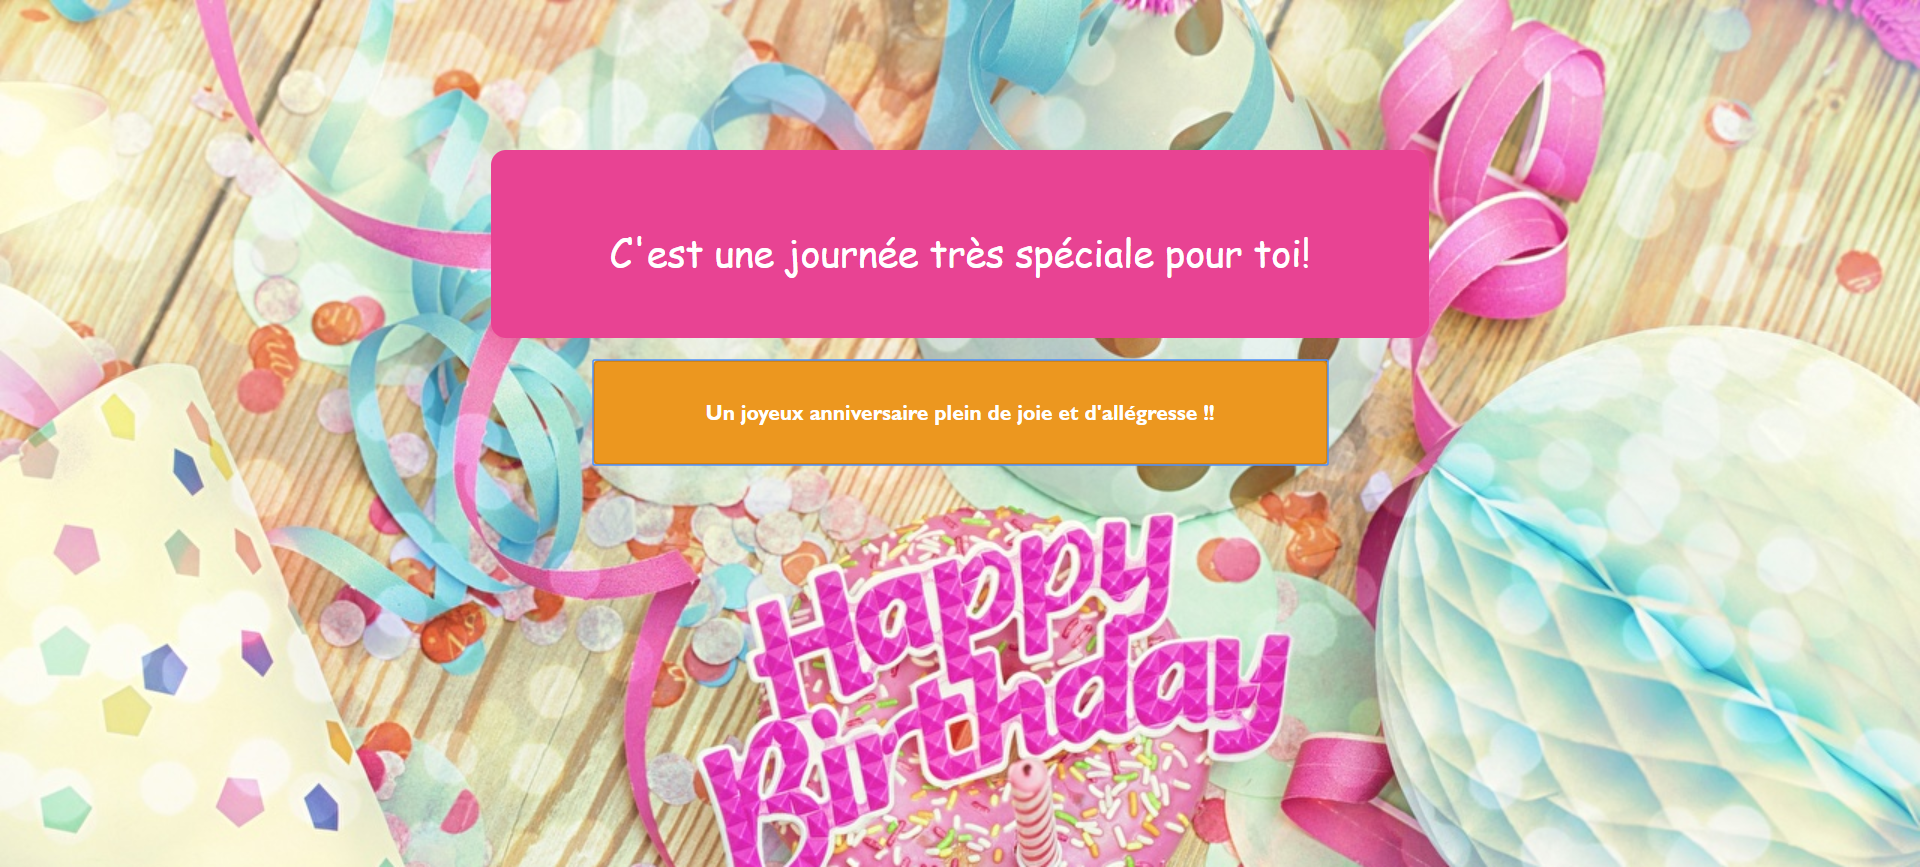 C'est une journée très spéciale pour toi!
Un joyeux anniversaire plein de joie et d'allégresse !!
Happy
Birthday